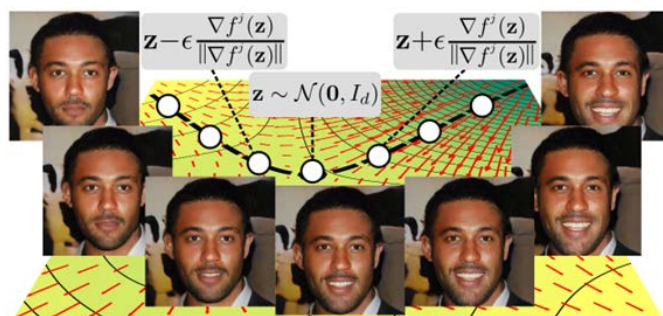 z−ϵ ∇f^j(z) / ‖∇f^j(z)‖
z+ϵ ∇f^j(z) / ‖∇f^j(z)‖
z ∼ 𝒩(0, I_d)